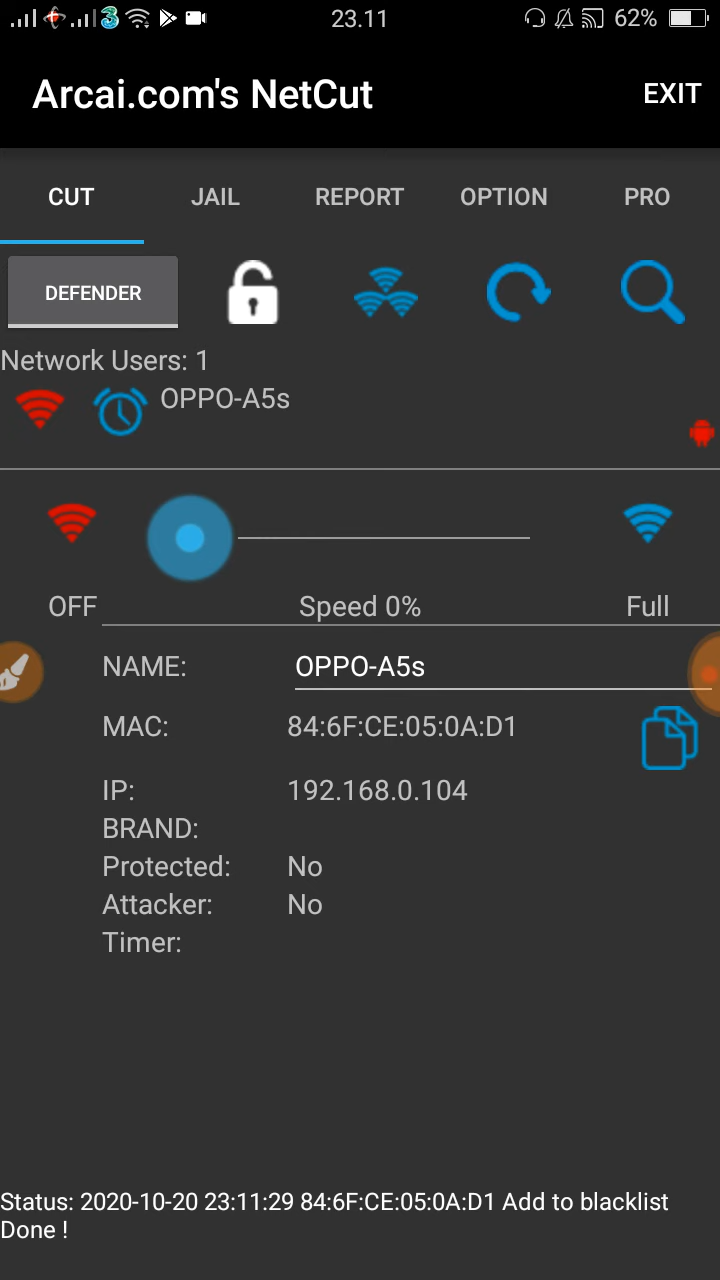 23.11
62%
Arcai.com's NetCut
EXIT
CUT JAIL REPORT OPTION PRO
DEFENDER
Network Users: 1
OPPO-A5s
OFF Speed 0% Full
NAME: OPPO-A5s
MAC: 84:6F:CE:05:0A:D1
IP: 192.168.0.104
BRAND:
Protected: No
Attacker: No
Timer:
Status: 2020-10-20 23:11:29 84:6F:CE:05:0A:D1 Add to blacklist
Done !